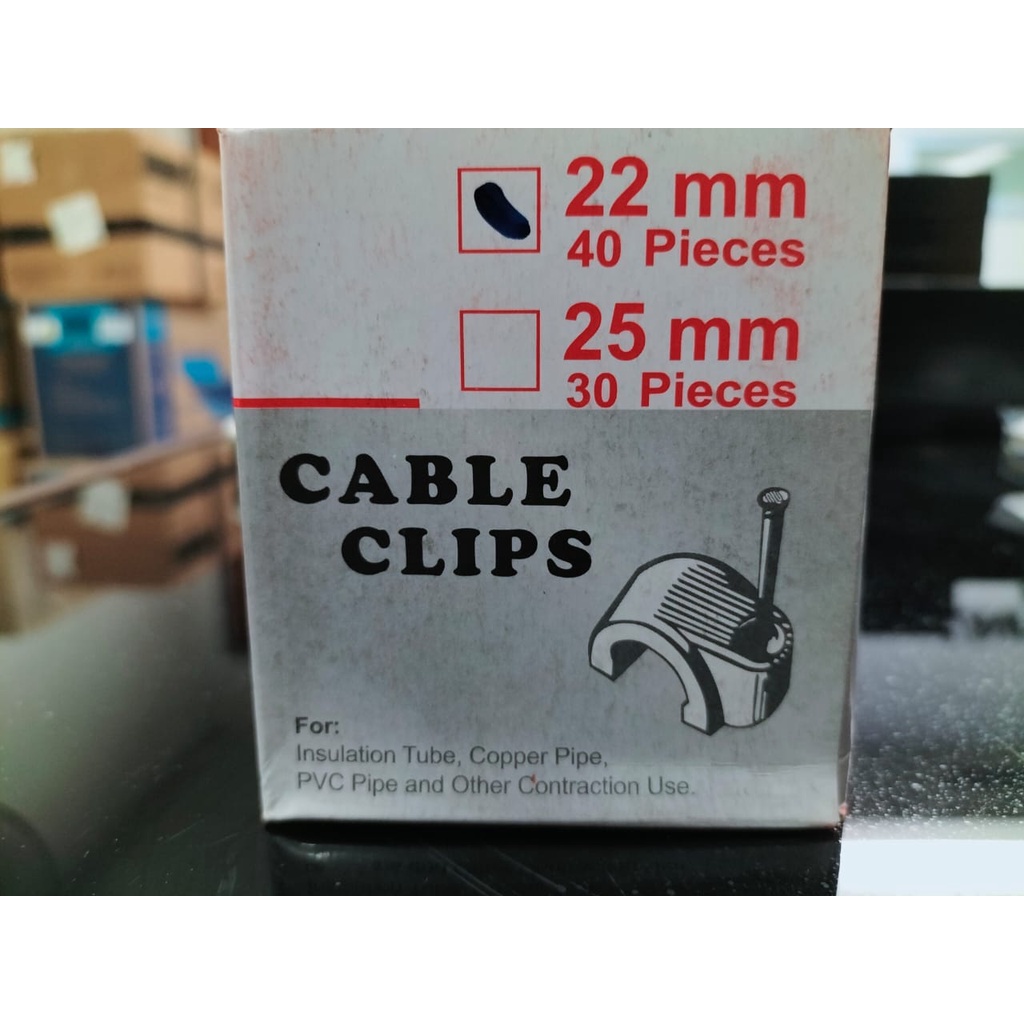 22 mm
40 Pieces
25 mm
30 Pieces
CABLE
CLIPS
For:
Insulation Tube, Copper Pipe,
PVC Pipe and Other Contraction Use.